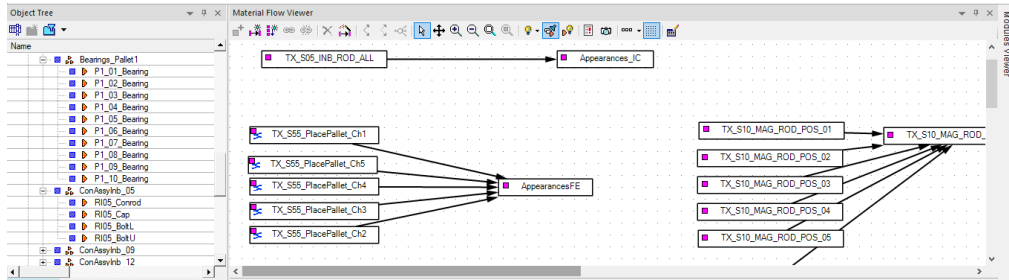 Object Tree
Name
Bearings_Pallet1
P1_01_Bearing
P1_02_Bearing
P1_03_Bearing
P1_04_Bearing
P1_05_Bearing
P1_06_Bearing
P1_07_Bearing
P1_08_Bearing
P1_09_Bearing
P1_10_Bearing
ConAssyInb_05
RI05_Conrod
RI05_Cap
RI05_BoltL
RI05_BoltU
ConAssyInb_09
ConAssyInb_12
Material Flow Viewer
TX_S05_INB_ROD_ALL
Appearances_IC
TX_S55_PlacePallet_Ch1
TX_S55_PlacePallet_Ch5
TX_S55_PlacePallet_Ch4
TX_S55_PlacePallet_Ch3
TX_S55_PlacePallet_Ch2
AppearancesFE
TX_S10_MAG_ROD_POS_01
TX_S10_MAG_ROD_POS_02
TX_S10_MAG_ROD_POS_03
TX_S10_MAG_ROD_POS_04
TX_S10_MAG_ROD_POS_05
TX_S10_MAG_ROD_
Modules Viewer